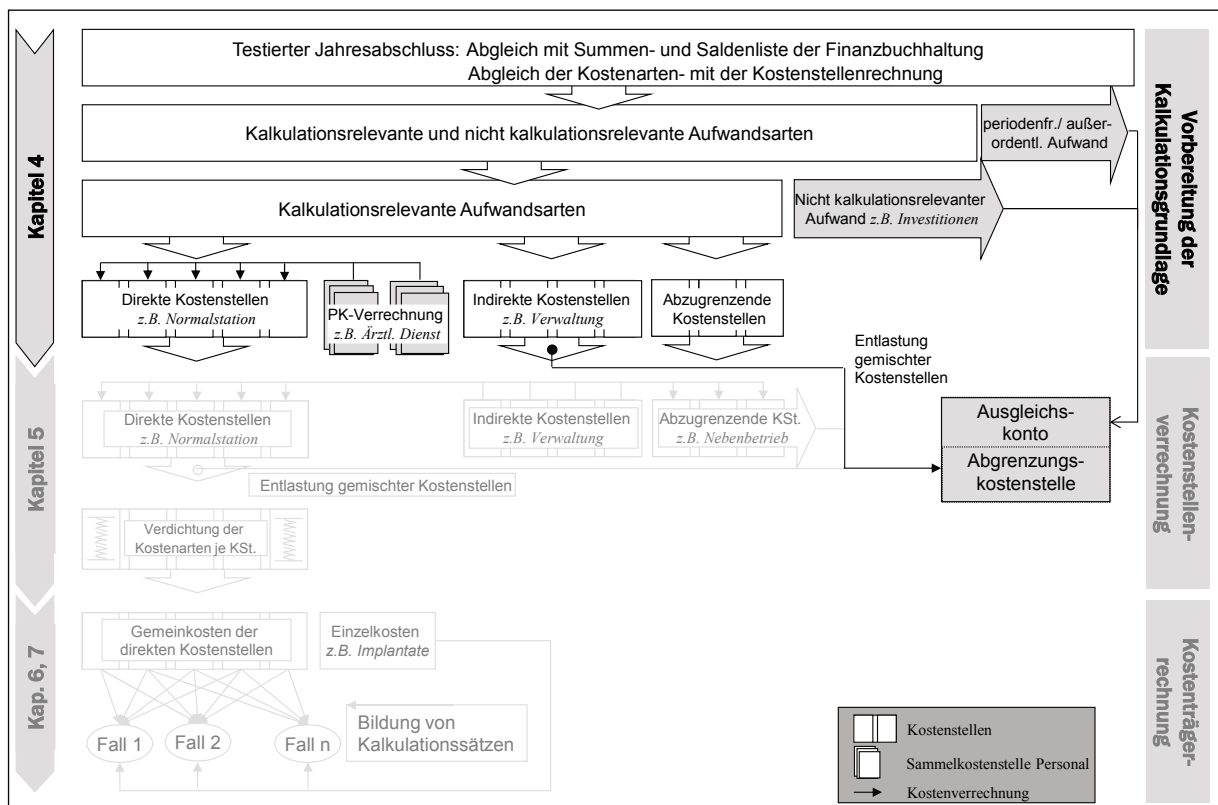 Testierter Jahresabschluss: Abgleich mit Summen- und Saldenliste der Finanzbuchhaltung
Abgleich der Kostenarten- mit der Kostenstellenrechnung
Kapitel 4
Vorbereitung der
Kalkulationsgrundlage
Kalkulationsrelevante und nicht kalkulationsrelevante Aufwandsarten
periodenfr./ außer-
ordentl. Aufwand
Kalkulationsrelevante Aufwandsarten
Nicht kalkulationsrelevanter
Aufwand z.B. Investitionen
Direkte Kostenstellen
z.B. Normalstation
PK-Verrechnung
z.B. Ärztl. Dienst
Indirekte Kostenstellen
z.B. Verwaltung
Abzugrenzende
Kostenstellen
Entlastung
gemischter
Kostenstellen
Kapitel 5
Kostenstellen-
verrechnung
Direkte Kostenstellen
z.B. Normalstation
Indirekte Kostenstellen
z.B. Verwaltung
Abzugrenzende KSt.
z.B. Nebenbetrieb
Ausgleichs-
konto
Abgrenzungs-
kostenstelle
Entlastung gemischter Kostenstellen
Verdichtung der
Kostenarten je KSt.
Kap. 6, 7
Kostenträger-
rechnung
Gemeinkosten der
direkten Kostenstellen
Einzelkosten
z.B. Implantate
Fall 1
Fall 2
Fall n
Bildung von
Kalkulationssätzen
Kostenstellen
Sammelkostenstelle Personal
Kostenverrechnung